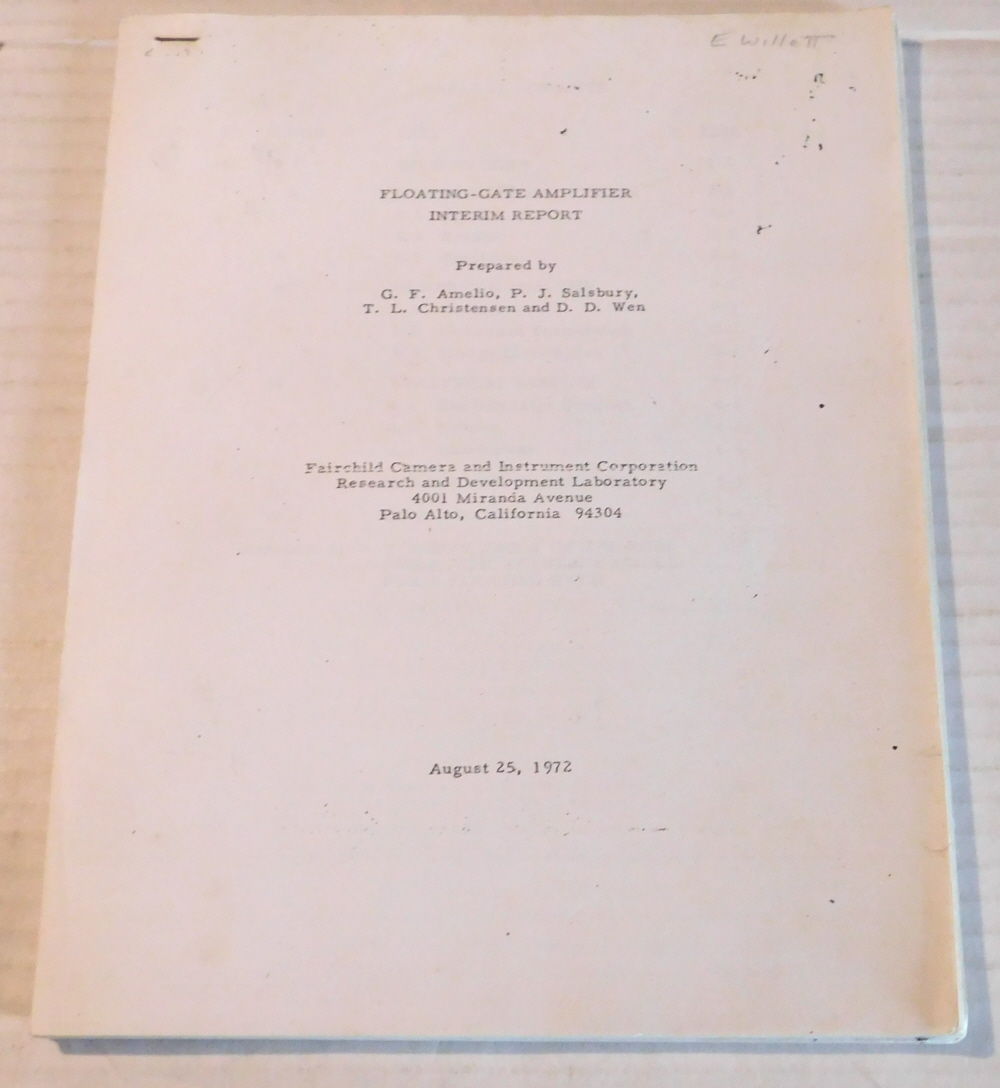 E Willett
FLOATING-GATE AMPLIFIER
INTERIM REPORT
Prepared by
G. F. Amelio, P. J. Salsbury,
T. L. Christensen and D. D. Wen
Fairchild Camera and Instrument Corporation
Research and Development Laboratory
4001 Miranda Avenue
Palo Alto, California 94304
August 25, 1972